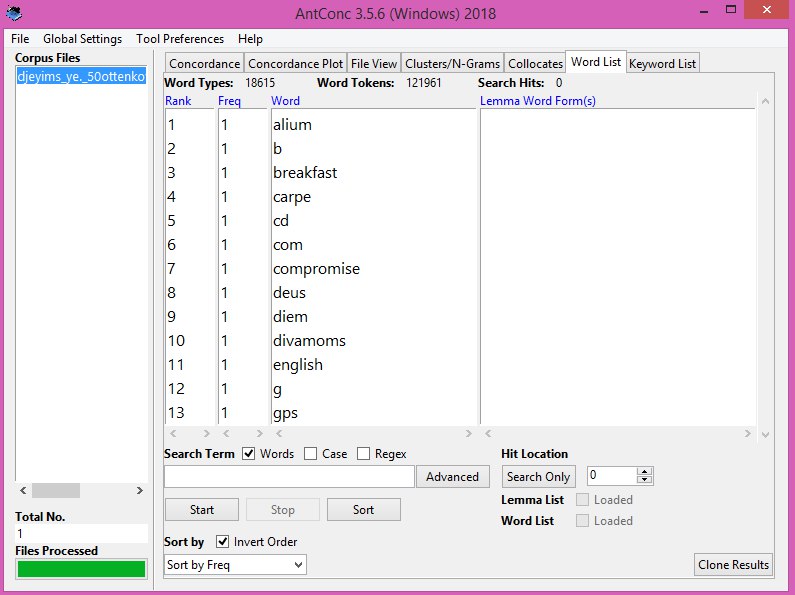 AntConc 3.5.6 (Windows) 2018
File Global Settings Tool Preferences Help
Corpus Files
djeyims_ye._50ottenko
Concordance Concordance Plot File View Clusters/N-Grams Collocates Word List Keyword List
Word Types: 18615 Word Tokens: 121961 Search Hits: 0
Rank Freq Word Lemma Word Form(s)
1 1 alium
2 1 b
3 1 breakfast
4 1 carpe
5 1 cd
6 1 com
7 1 compromise
8 1 deus
9 1 diem
10 1 divamoms
11 1 english
12 1 g
13 1 gps
Search Term Words Case Regex Hit Location
Advanced Search Only 0
Lemma List Loaded
Start Stop Sort Word List Loaded
Total No.
1
Files Processed
Sort by Invert Order
Sort by Freq Clone Results